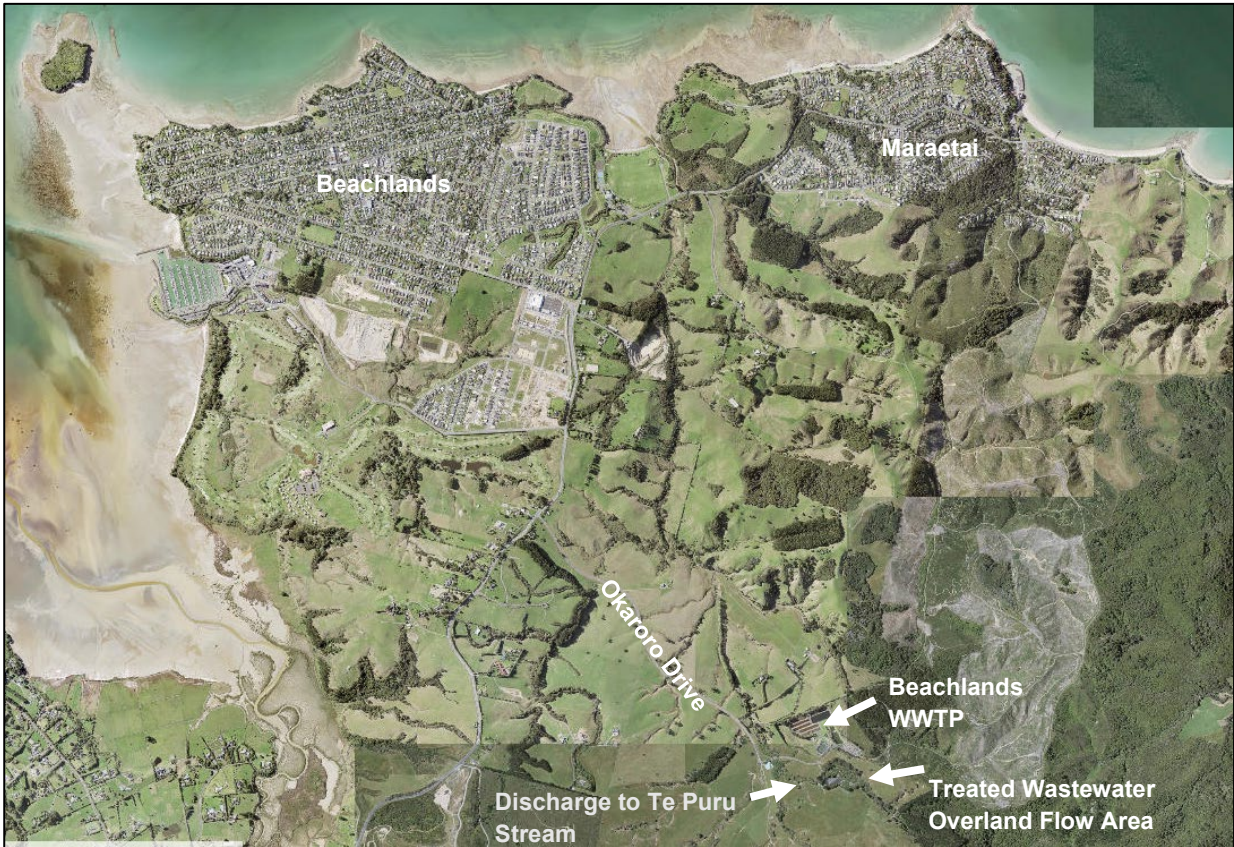 Maraetai
Beachlands
Okaroro Drive
Beachlands
WWTP
Discharge to Te Puru
Stream
Treated Wastewater
Overland Flow Area